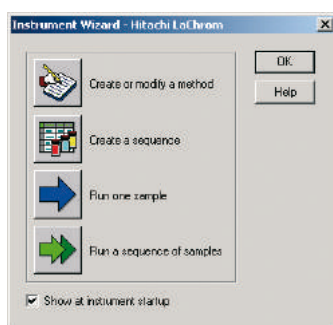 Instrument Wizard - Hitachi LaChrom
OK
Create or modify a method
Help
Create a sequence
Run one sample
Run a sequence of samples
Show at instrument startup